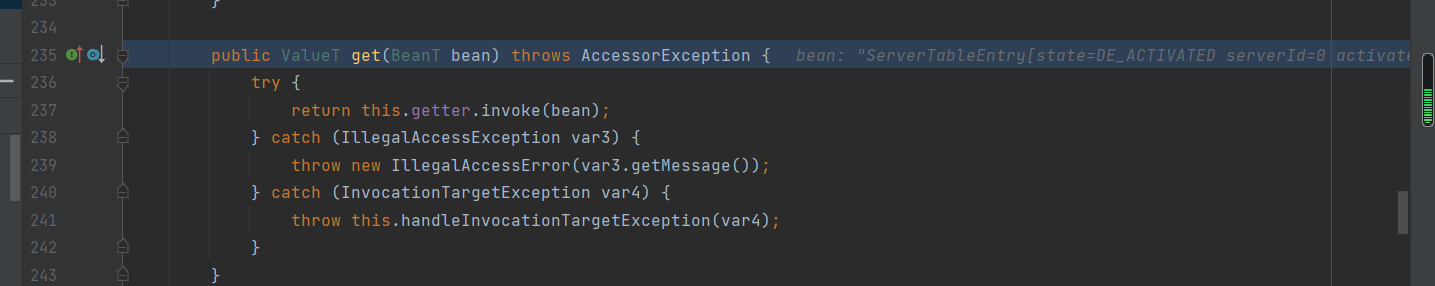 233 }
234
235 public ValueT get(BeanT bean) throws AccessorException { bean: "ServerTableEntry[state=DE_ACTIVATED serverId=0 activate
236 try {
237 return this.getter.invoke(bean);
238 } catch (IllegalAccessException var3) {
239 throw new IllegalAccessError(var3.getMessage());
240 } catch (InvocationTargetException var4) {
241 throw this.handleInvocationTargetException(var4);
242 }
243 }